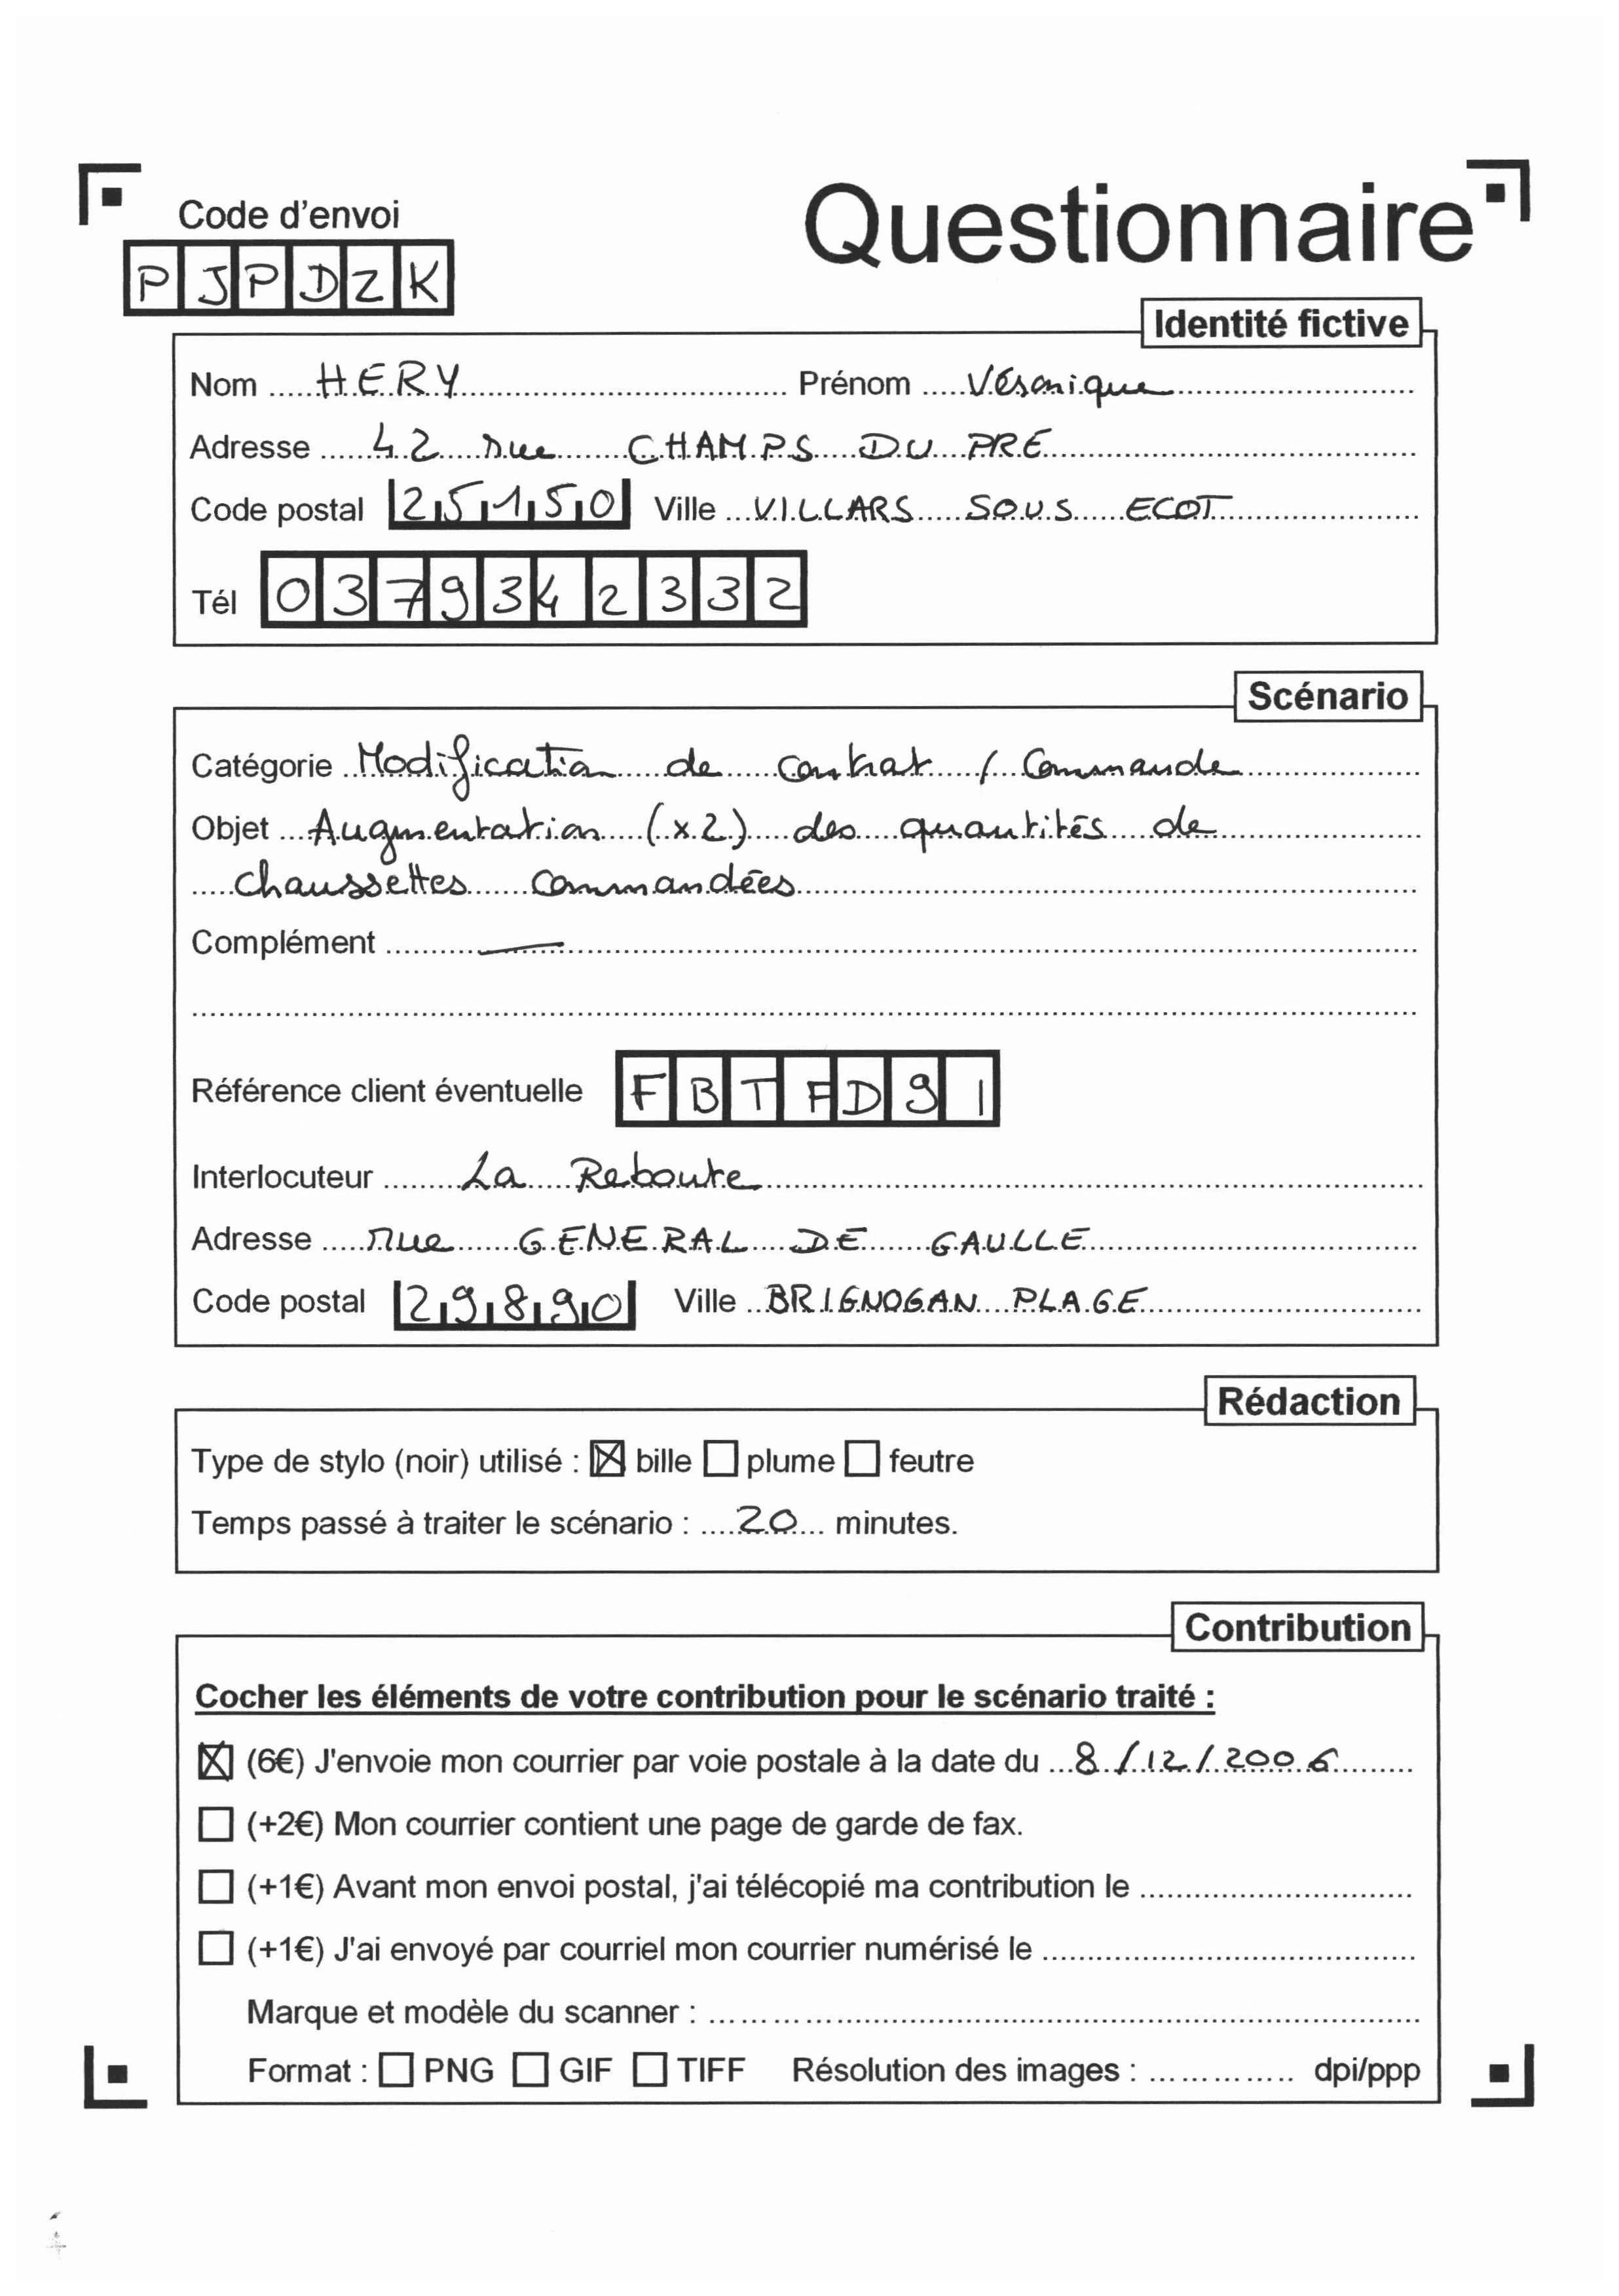 Code d'envoi
Questionnaire
PJPDZK
Identité fictive
Nom HERY Prénom Véronique
Adresse 42 rue CHAMPS DU PRE
Code postal 25150 Ville VILLARS SOUS ECOT
Tél 0379342332
Scénario
Catégorie Modification de contrat / Commande
Objet Augmentation (x2) des quantités de
chaussettes commandées
Complément —
Référence client éventuelle FBTFD91
Interlocuteur La Reboute
Adresse rue GENERAL DE GAULLE
Code postal 29890 Ville BRIGNOGAN PLAGE
Rédaction
Type de stylo (noir) utilisé : ☒ bille ☐ plume ☐ feutre
Temps passé à traiter le scénario : 20 minutes.
Contribution
Cocher les éléments de votre contribution pour le scénario traité :
☒ (6€) J'envoie mon courrier par voie postale à la date du 8/12/2006
☐ (+2€) Mon courrier contient une page de garde de fax.
☐ (+1€) Avant mon envoi postal, j'ai télécopié ma contribution le
☐ (+1€) J'ai envoyé par courriel mon courrier numérisé le
Marque et modèle du scanner :
Format : ☐ PNG ☐ GIF ☐ TIFF Résolution des images : dpi/ppp